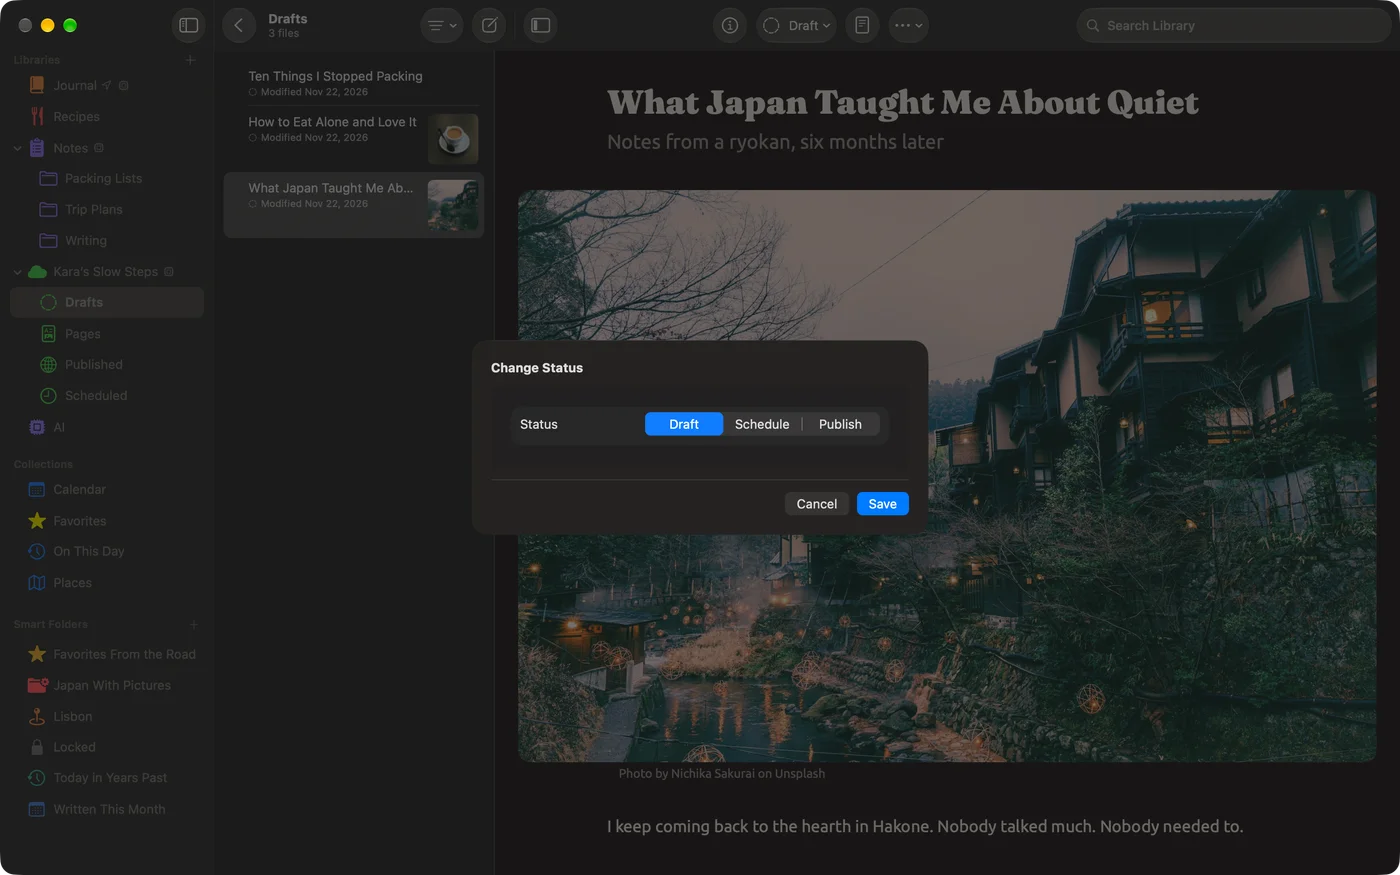 Drafts
3 files
Draft
Search Library
Libraries
Journal
Recipes
Notes
Packing Lists
Trip Plans
Writing
Kara's Slow Steps
Drafts
Pages
Published
Scheduled
AI
Collections
Calendar
Favorites
On This Day
Places
Smart Folders
Favorites From the Road
Japan With Pictures
Lisbon
Locked
Today in Years Past
Written This Month
Ten Things I Stopped Packing
Modified Nov 22, 2026
How to Eat Alone and Love It
Modified Nov 22, 2026
What Japan Taught Me Ab...
Modified Nov 22, 2026
What Japan Taught Me About Quiet
Notes from a ryokan, six months later
Change Status
Status
Draft
Schedule
Publish
Cancel
Save
Photo by Nichika Sakurai on Unsplash
I keep coming back to the hearth in Hakone. Nobody talked much. Nobody needed to.